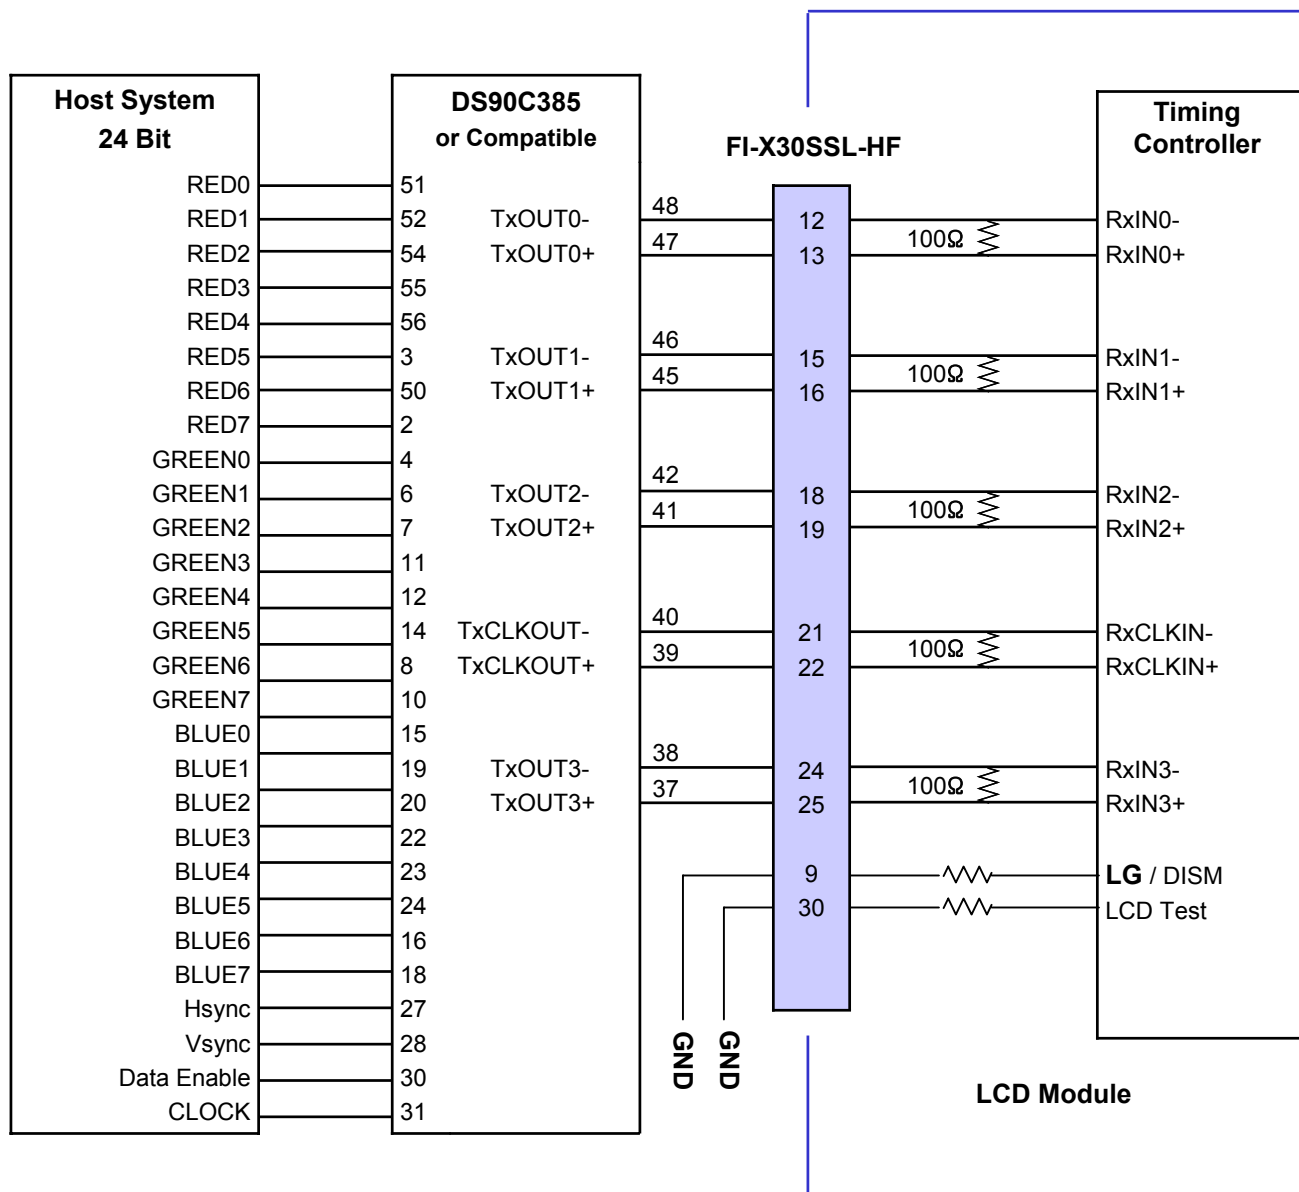 Host System
24 Bit
RED0
RED1
RED2
RED3
RED4
RED5
RED6
RED7
GREEN0
GREEN1
GREEN2
GREEN3
GREEN4
GREEN5
GREEN6
GREEN7
BLUE0
BLUE1
BLUE2
BLUE3
BLUE4
BLUE5
BLUE6
BLUE7
Hsync
Vsync
Data Enable
CLOCK
DS90C385
or Compatible
51
52
54
55
56
3
50
2
4
6
7
11
12
14
8
10
15
19
20
22
23
24
16
18
27
28
30
31
TxOUT0-
TxOUT0+
TxOUT1-
TxOUT1+
TxOUT2-
TxOUT2+
TxCLKOUT-
TxCLKOUT+
TxOUT3-
TxOUT3+
48
47
46
45
42
41
40
39
38
37
GND
GND
FI-X30SSL-HF
12
13
15
16
18
19
21
22
24
25
9
30
100Ω
100Ω
100Ω
100Ω
100Ω
Timing
Controller
RxIN0-
RxIN0+
RxIN1-
RxIN1+
RxIN2-
RxIN2+
RxCLKIN-
RxCLKIN+
RxIN3-
RxIN3+
LG / DISM
LCD Test
LCD Module